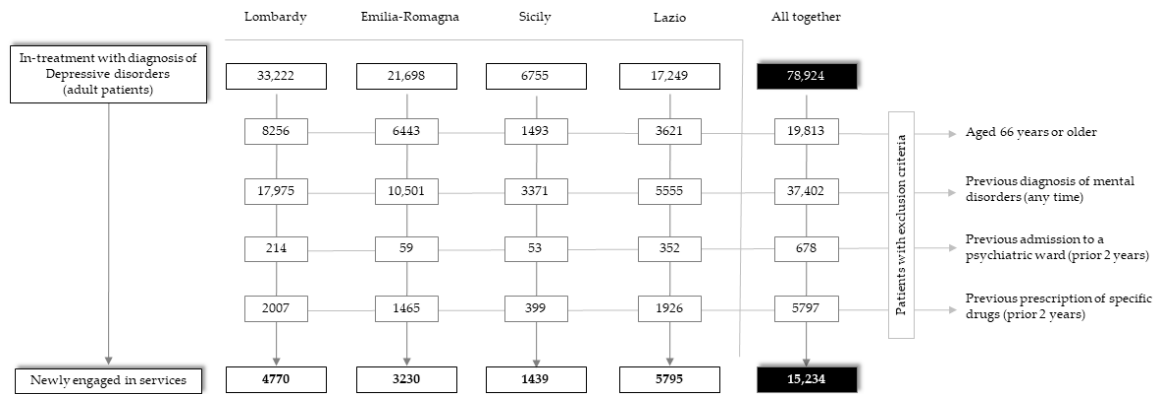 Lombardy Emilia-Romagna Sicily Lazio All together
In-treatment with diagnosis of
Depressive disorders
(adult patients)
33,222 21,698 6755 17,249 78,924
8256 6443 1493 3621 19,813 Aged 66 years or older
17,975 10,501 3371 5555 37,402 Previous diagnosis of mental
disorders (any time)
214 59 53 352 678 Previous admission to a
psychiatric ward (prior 2 years)
2007 1465 399 1926 5797 Previous prescription of specific
drugs (prior 2 years)
Patients with exclusion criteria
Newly engaged in services 4770 3230 1439 5795 15,234